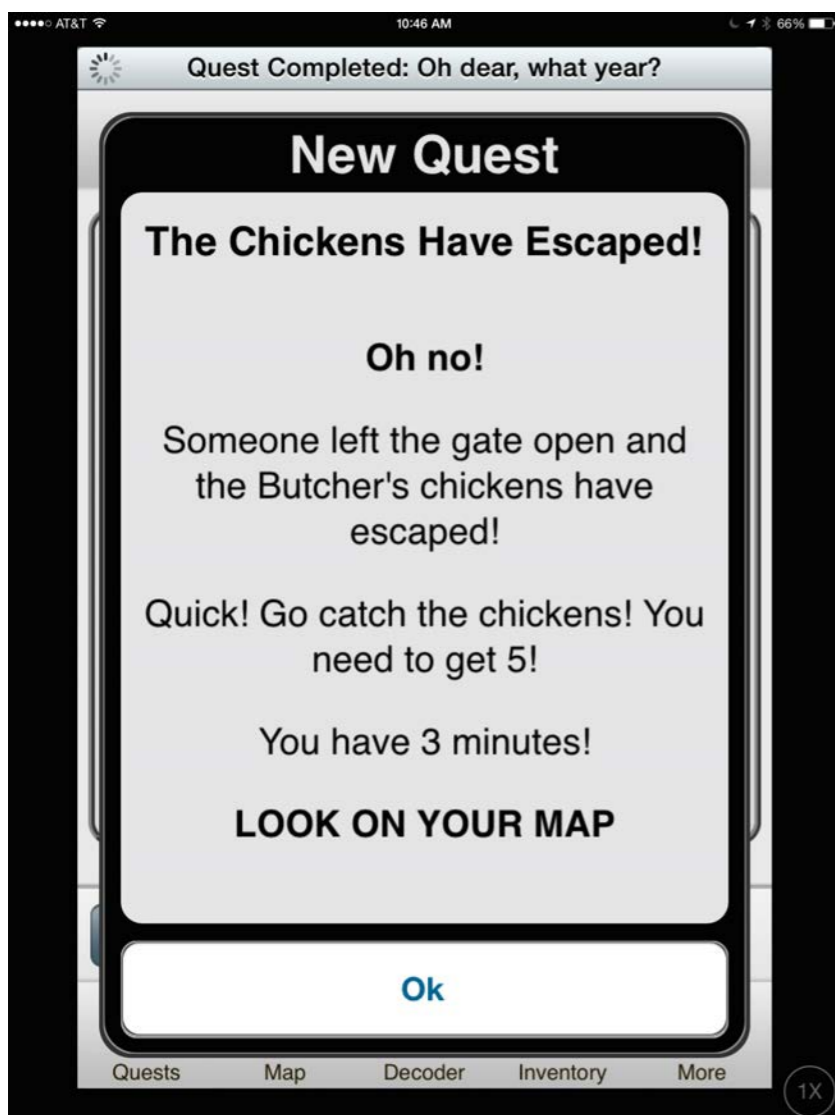 AT&T 10:46 AM 66%
Quest Completed: Oh dear, what year?
New Quest
The Chickens Have Escaped!
Oh no!
Someone left the gate open and
the Butcher's chickens have
escaped!
Quick! Go catch the chickens! You
need to get 5!
You have 3 minutes!
LOOK ON YOUR MAP
Ok
Quests Map Decoder Inventory More
1X